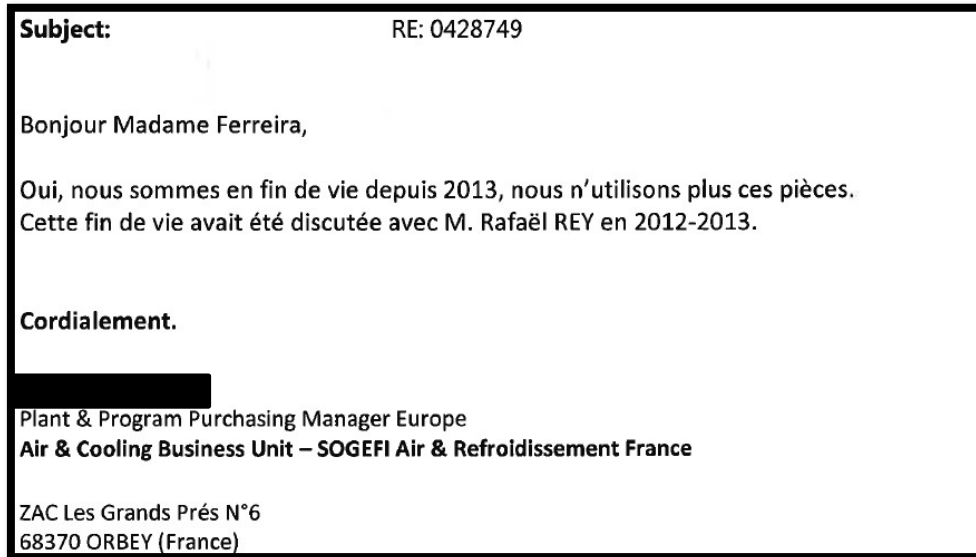 Subject: RE: 0428749
Bonjour Madame Ferreira,
Oui, nous sommes en fin de vie depuis 2013, nous n'utilisons plus ces pièces.
Cette fin de vie avait été discutée avec M. Rafaël REY en 2012-2013.
Cordialement.
Plant & Program Purchasing Manager Europe
Air & Cooling Business Unit – SOGEFI Air & Refroidissement France
ZAC Les Grands Prés N°6
68370 ORBEY (France)